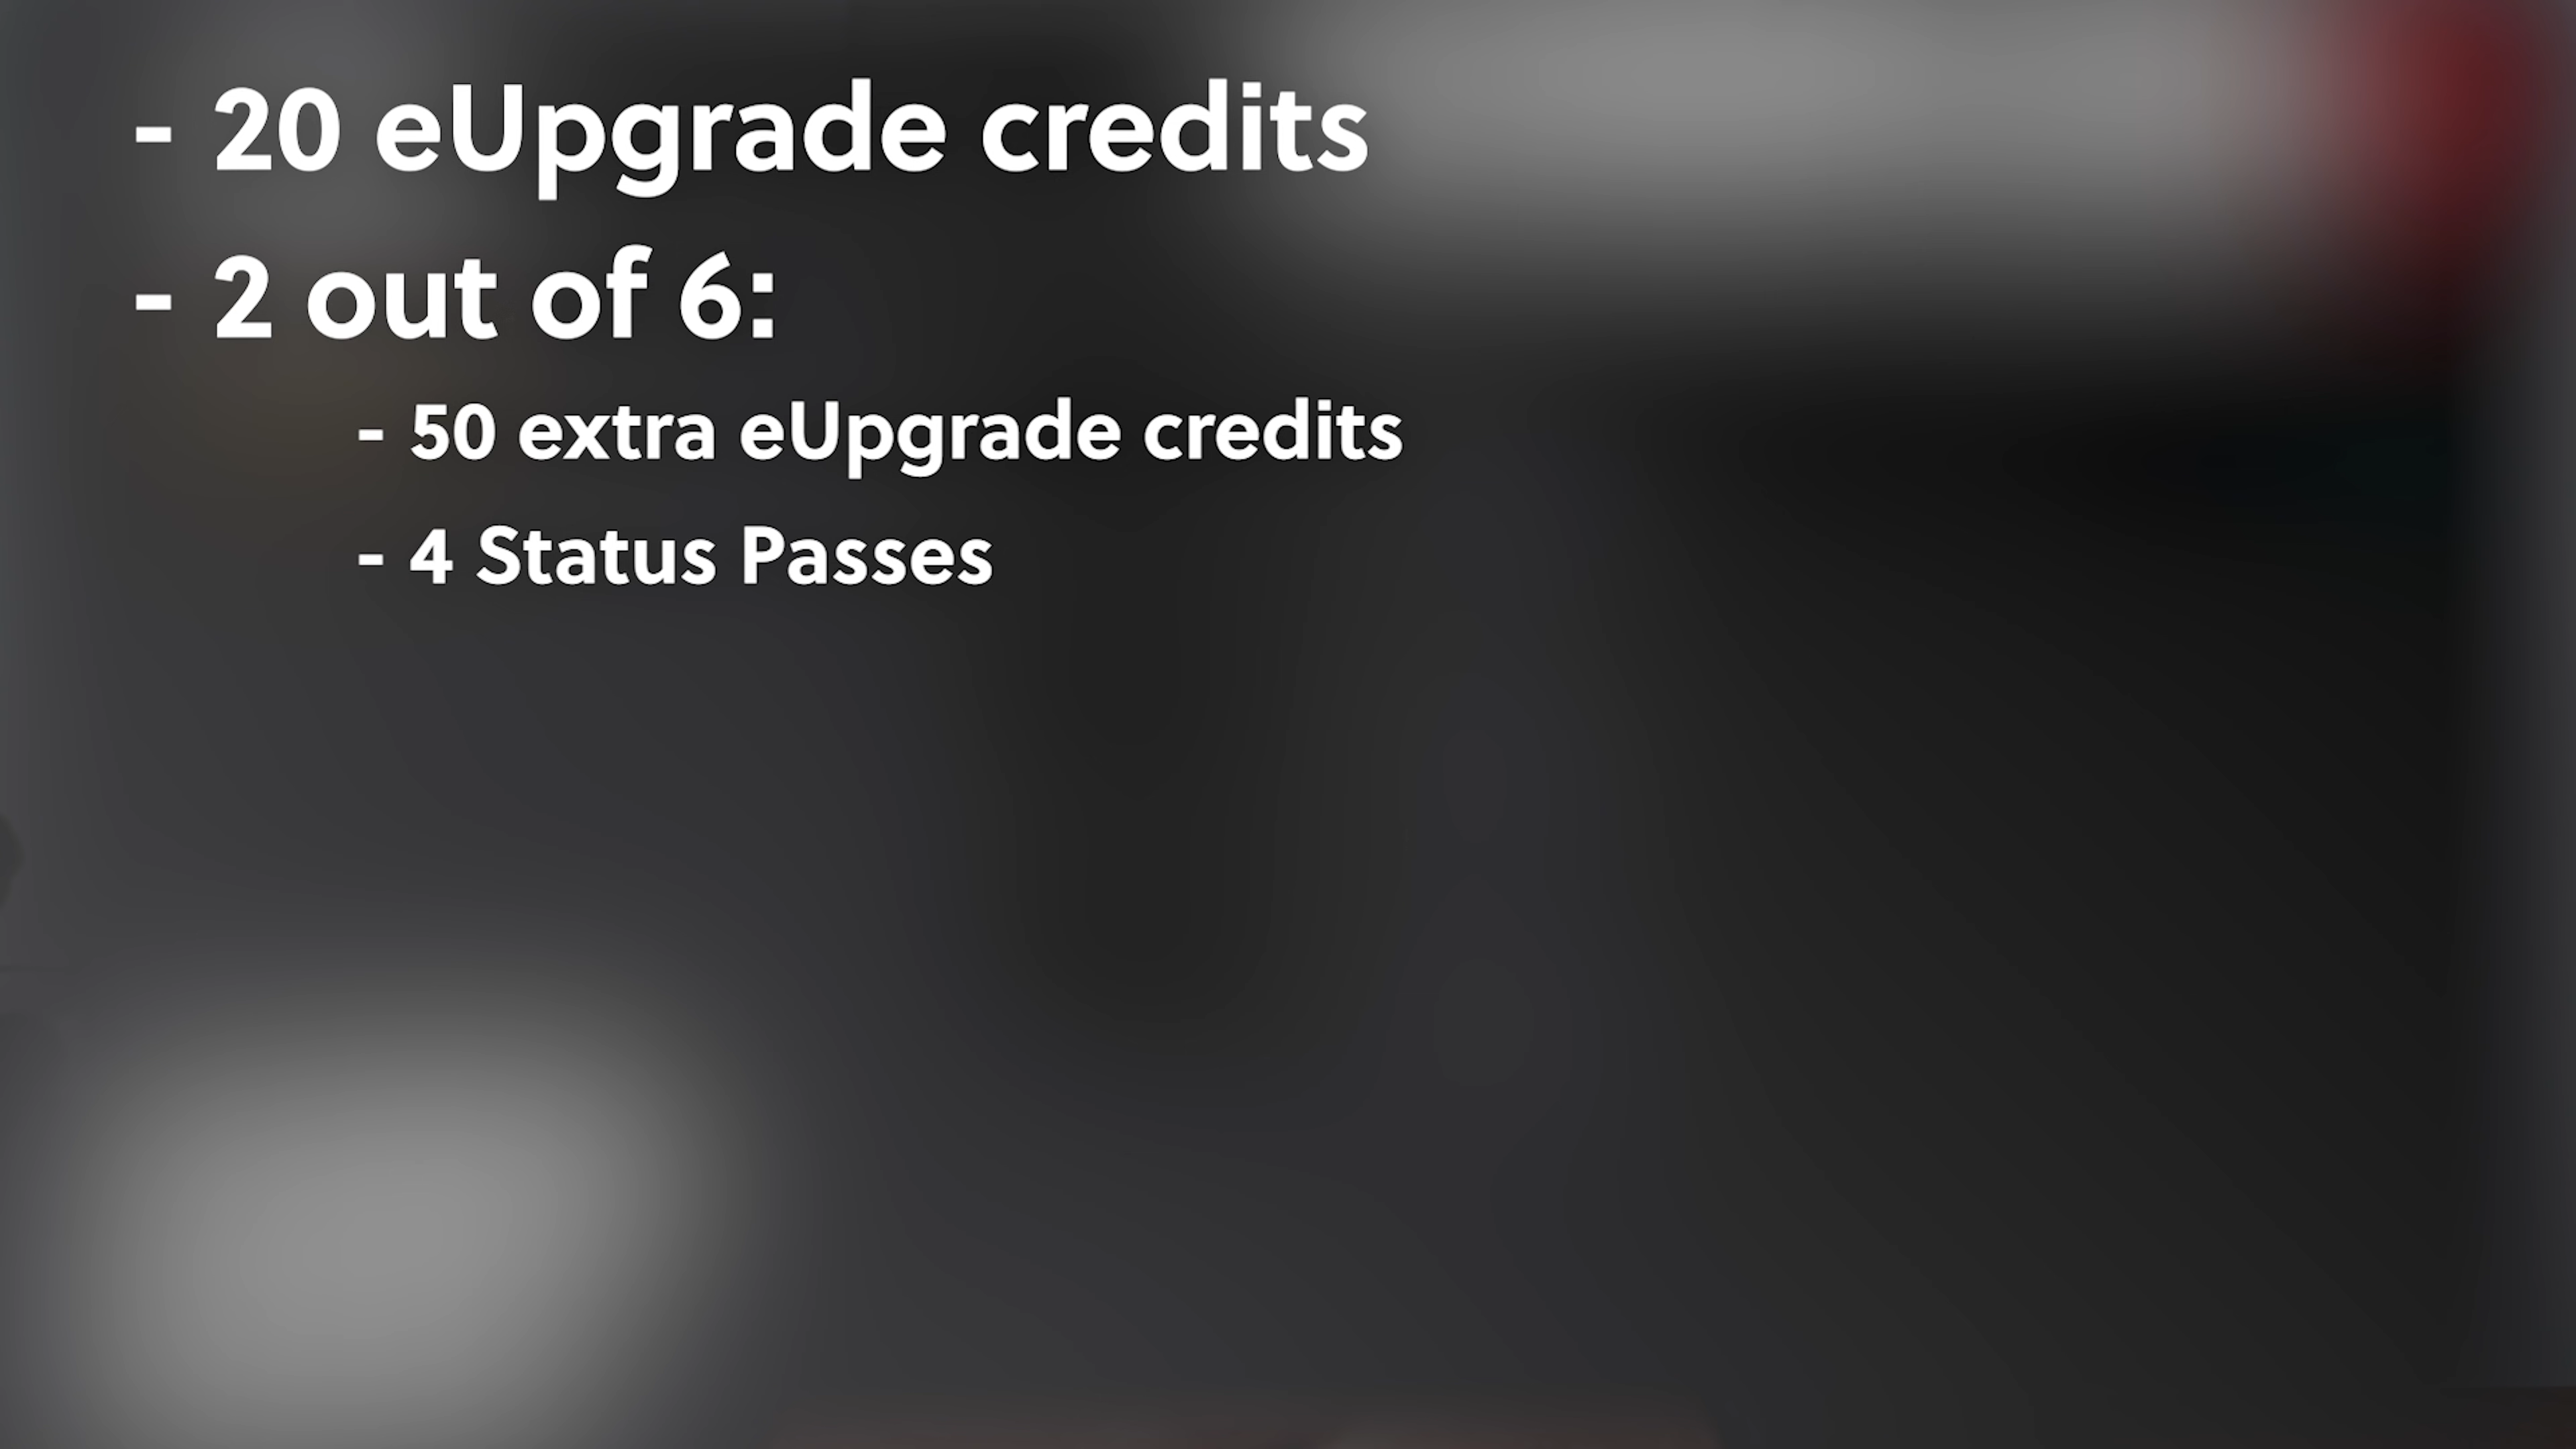 - 20 eUpgrade credits
- 2 out of 6:
- 50 extra eUpgrade credits
- 4 Status Passes